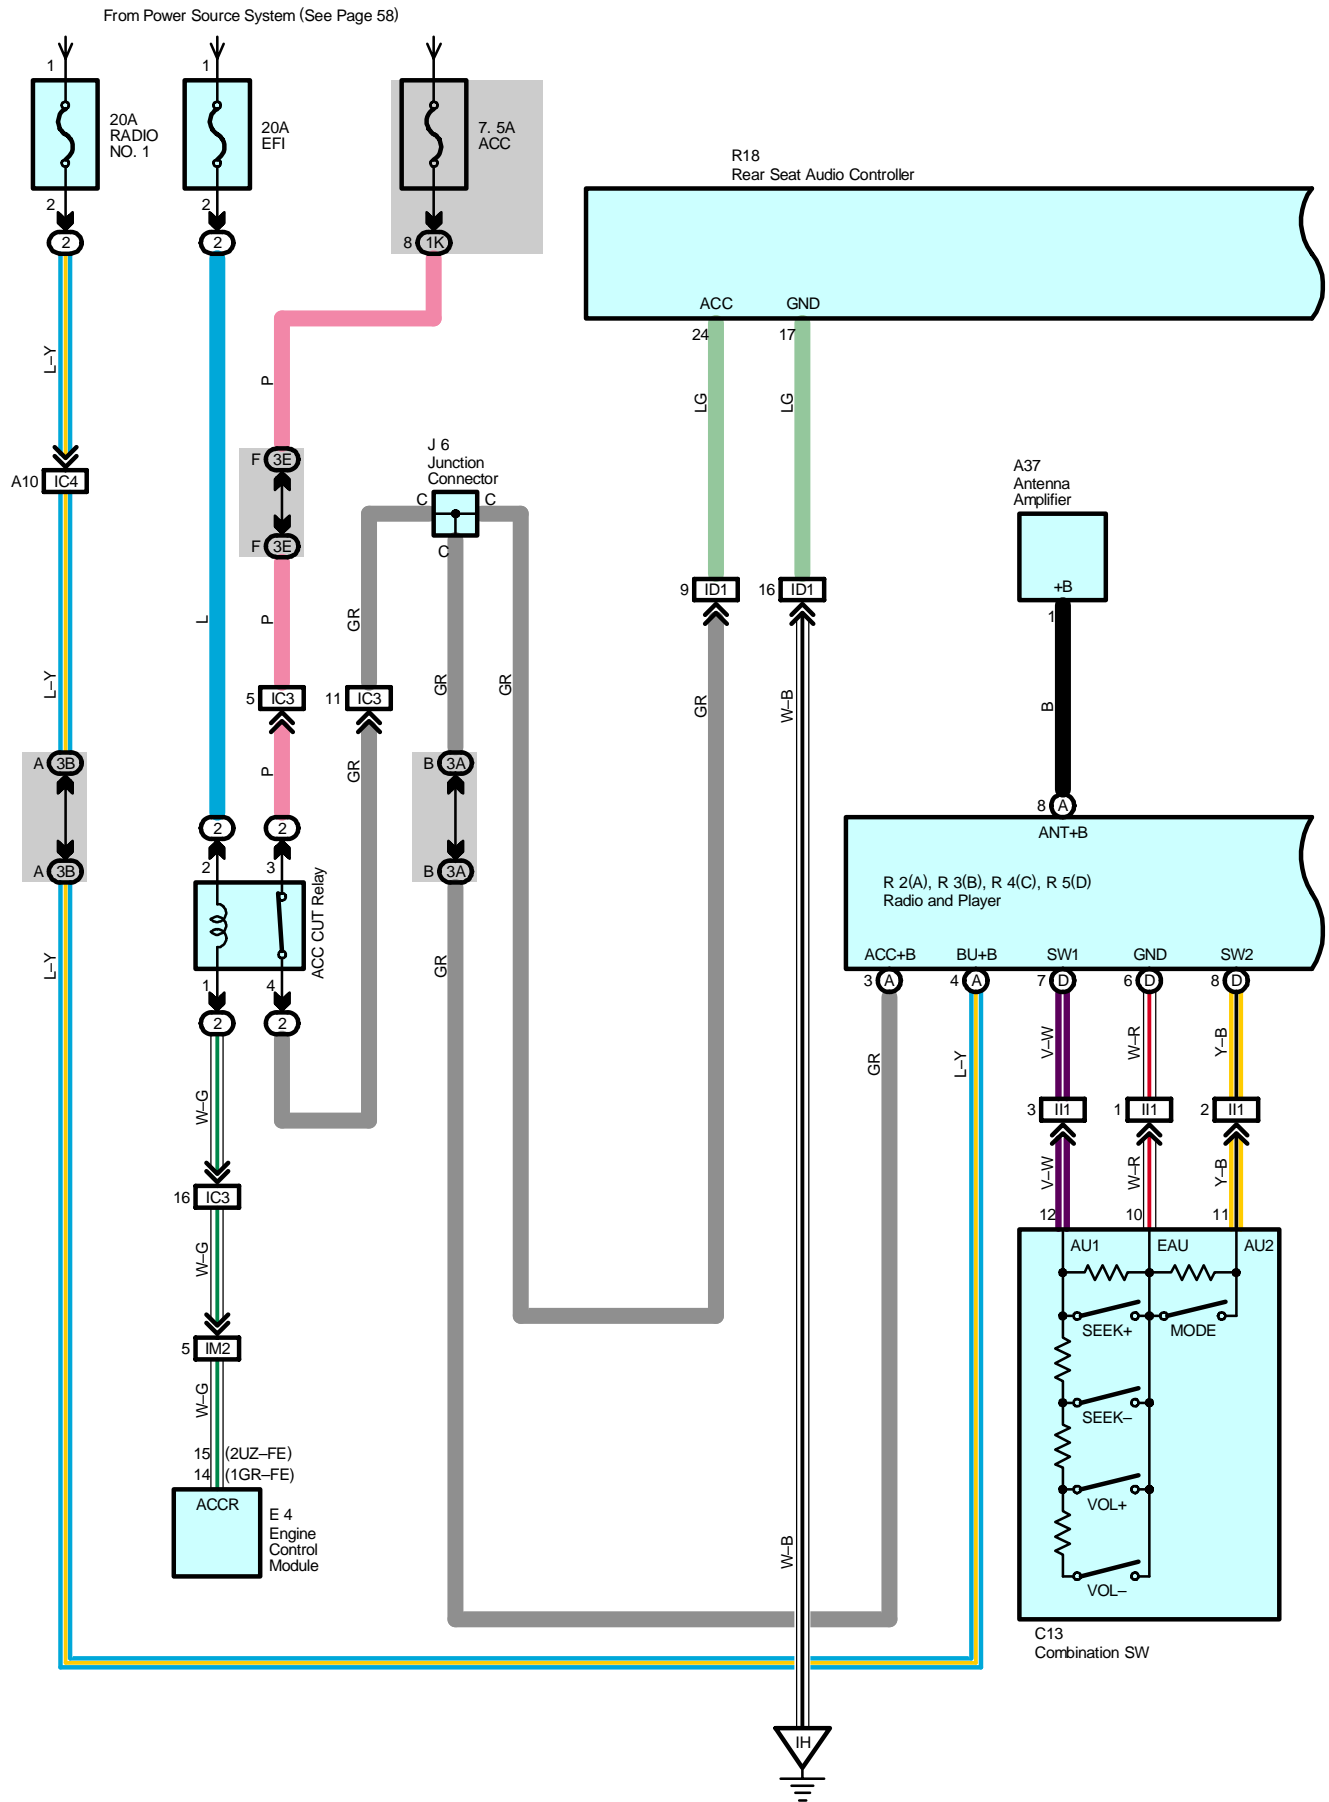 From Power Source System (See Page 58)
1
1
20A
RADIO
NO. 1
20A
EFI
7. 5A
ACC
2
2
2
2
8
1K
R18
Rear Seat Audio Controller
ACC
GND
24
17
L–Y
P
LG
LG
A10
IC4
F
3E
F
3E
J 6
Junction
Connector
C
C
C
A37
Antenna
Amplifier
+B
1
9
ID1
16
ID1
L–Y
L
P
GR
GR
GR
GR
W–B
B
5
IC3
11
IC3
A
3B
P
GR
B
3A
8
A
ANT+B
2
2
2
3
A
3B
B
3A
R 2(A), R 3(B), R 4(C), R 5(D)
Radio and Player
ACC CUT Relay
L–Y
GR
ACC+B
BU+B
SW1
GND
SW2
3
A
4
A
7
D
6
D
8
D
1
4
2
2
GR
L–Y
V–W
W–R
Y–B
W–G
3
II1
1
II1
2
II1
V–W
W–R
Y–B
16
IC3
12
10
11
W–G
AU1
EAU
AU2
SEEK+
MODE
5
IM2
W–G
SEEK–
15
(2UZ–FE)
14
(1GR–FE)
ACCR
E 4
Engine
Control
Module
VOL+
W–B
VOL–
C13
Combination SW
IH